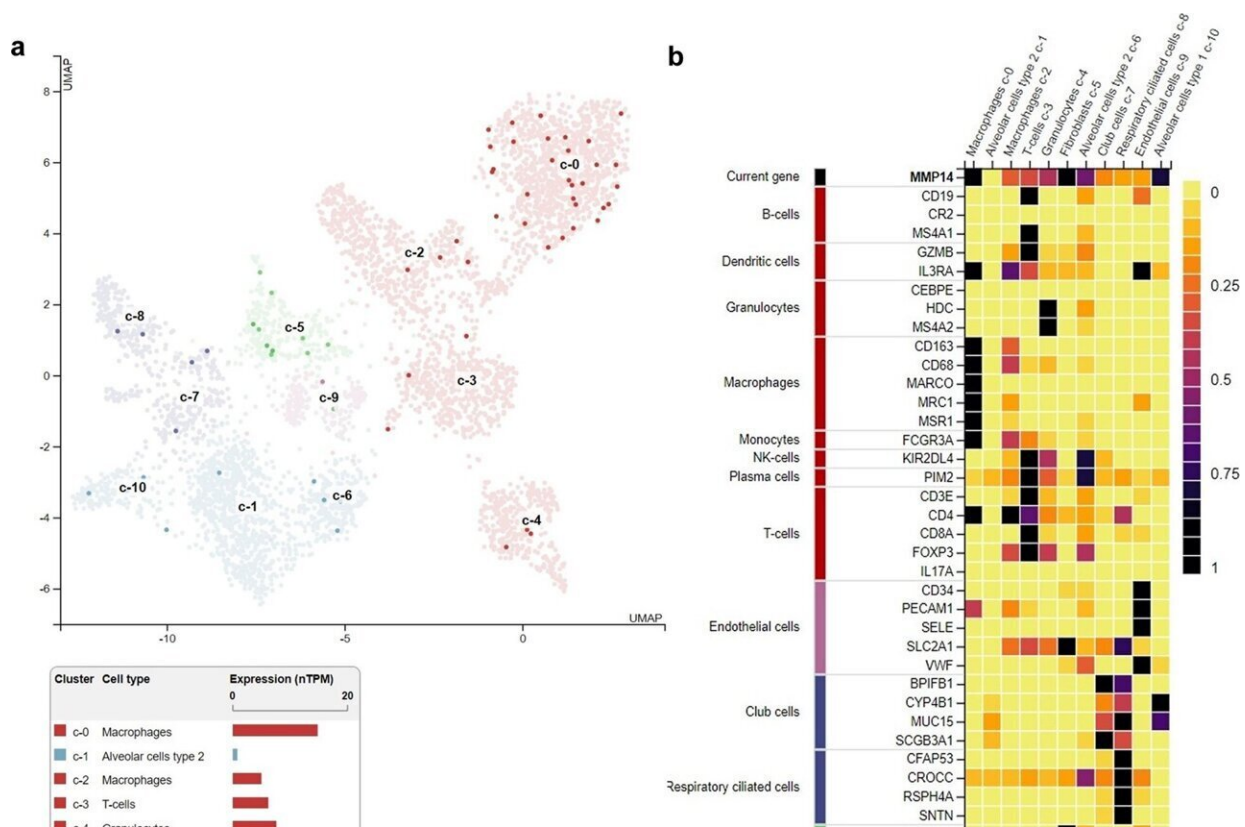 a
UMAP
8
6
4
2
0
-2
-4
-6
-10
-5
0
UMAP
c-0
c-2
c-8
c-5
c-3
c-7
c-9
c-10
c-1
c-6
c-4
Cluster Cell type Expression (nTPM)
0 20
c-0 Macrophages
c-1 Alveolar cells type 2
c-2 Macrophages
c-3 T-cells
c-4 Granulocytes
b
Macrophages c-0
Alveolar cells type 2 c-1
Macrophages c-2
T-cells c-3
Granulocytes c-4
Fibroblasts c-5
Alveolar cells type 2 c-6
Club cells c-7
Respiratory ciliated cells c-8
Endothelial cells c-9
Alveolar cells type 1 c-10
Current gene MMP14
B-cells
CD19
CR2
MS4A1
Dendritic cells
GZMB
IL3RA
Granulocytes
CEBPE
HDC
MS4A2
Macrophages
CD163
CD68
MARCO
MRC1
MSR1
Monocytes FCGR3A
NK-cells KIR2DL4
Plasma cells PIM2
T-cells
CD3E
CD4
CD8A
FOXP3
IL17A
Endothelial cells
CD34
PECAM1
SELE
SLC2A1
VWF
Club cells
BPIFB1
CYP4B1
MUC15
SCGB3A1
Respiratory ciliated cells
CFAP53
CROCC
RSPH4A
SNTN
0
0.25
0.5
0.75
1